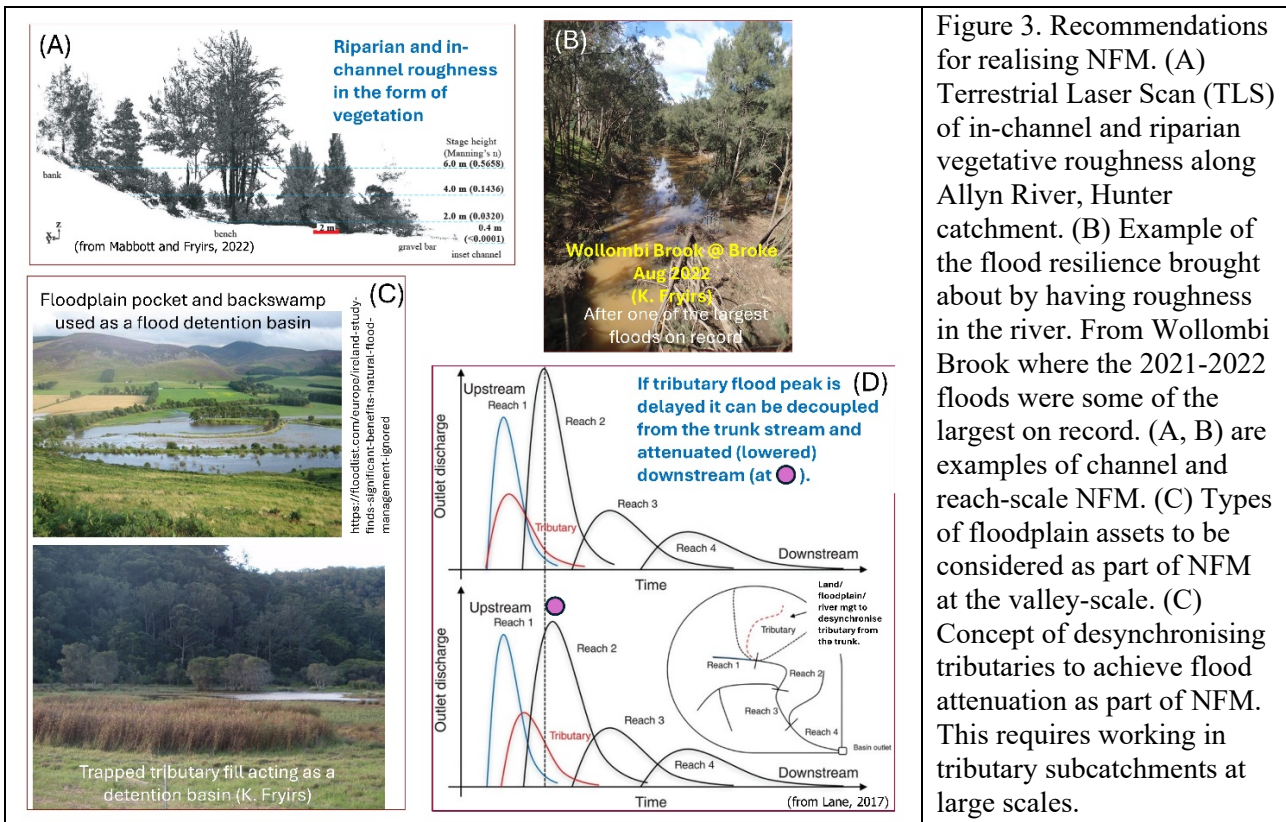 (A)
Riparian and in-
channel roughness
in the form of
vegetation
Stage height
(Manning's n)
6.0 m (0.5658)
4.0 m (0.1436)
2.0 m (0.0320)
0.4 m
(<0.0001)
inset channel
bank
bench
2 m
gravel bar
Z
X
(from Mabbott and Fryirs, 2022)
(B)
Wollombi Brook @ Broke
Aug 2022
(K. Fryirs)
After one of the largest
floods on record
(C)
Floodplain pocket and backswamp
used as a flood detention basin
https://floodlist.com/europe/ireland-study-
finds-significant-benefits-natural-flood-
management-ignored
Trapped tributary fill acting as a
detention basin (K. Fryirs)
(D)
If tributary flood peak is
delayed it can be decoupled
from the trunk stream and
attenuated (lowered)
downstream (at ).
Outlet discharge
Upstream
Reach 1
Reach 2
Reach 3
Tributary
Reach 4
Downstream
Time
Outlet discharge
Upstream
Reach 1
Reach 2
Reach 3
Tributary
Reach 4
Downstream
Time
Land/
floodplain/
river mgt to
desynchronise
tributary from
the trunk.
Tributary
Reach 1
Reach 2
Reach 3
Reach 4
Basin outlet
(from Lane, 2017)
Figure 3. Recommendations
for realising NFM. (A)
Terrestrial Laser Scan (TLS)
of in-channel and riparian
vegetative roughness along
Allyn River, Hunter
catchment. (B) Example of
the flood resilience brought
about by having roughness
in the river. From Wollombi
Brook where the 2021-2022
floods were some of the
largest on record. (A, B) are
examples of channel and
reach-scale NFM. (C) Types
of floodplain assets to be
considered as part of NFM
at the valley-scale. (C)
Concept of desynchronising
tributaries to achieve flood
attenuation as part of NFM.
This requires working in
tributary subcatchments at
large scales.